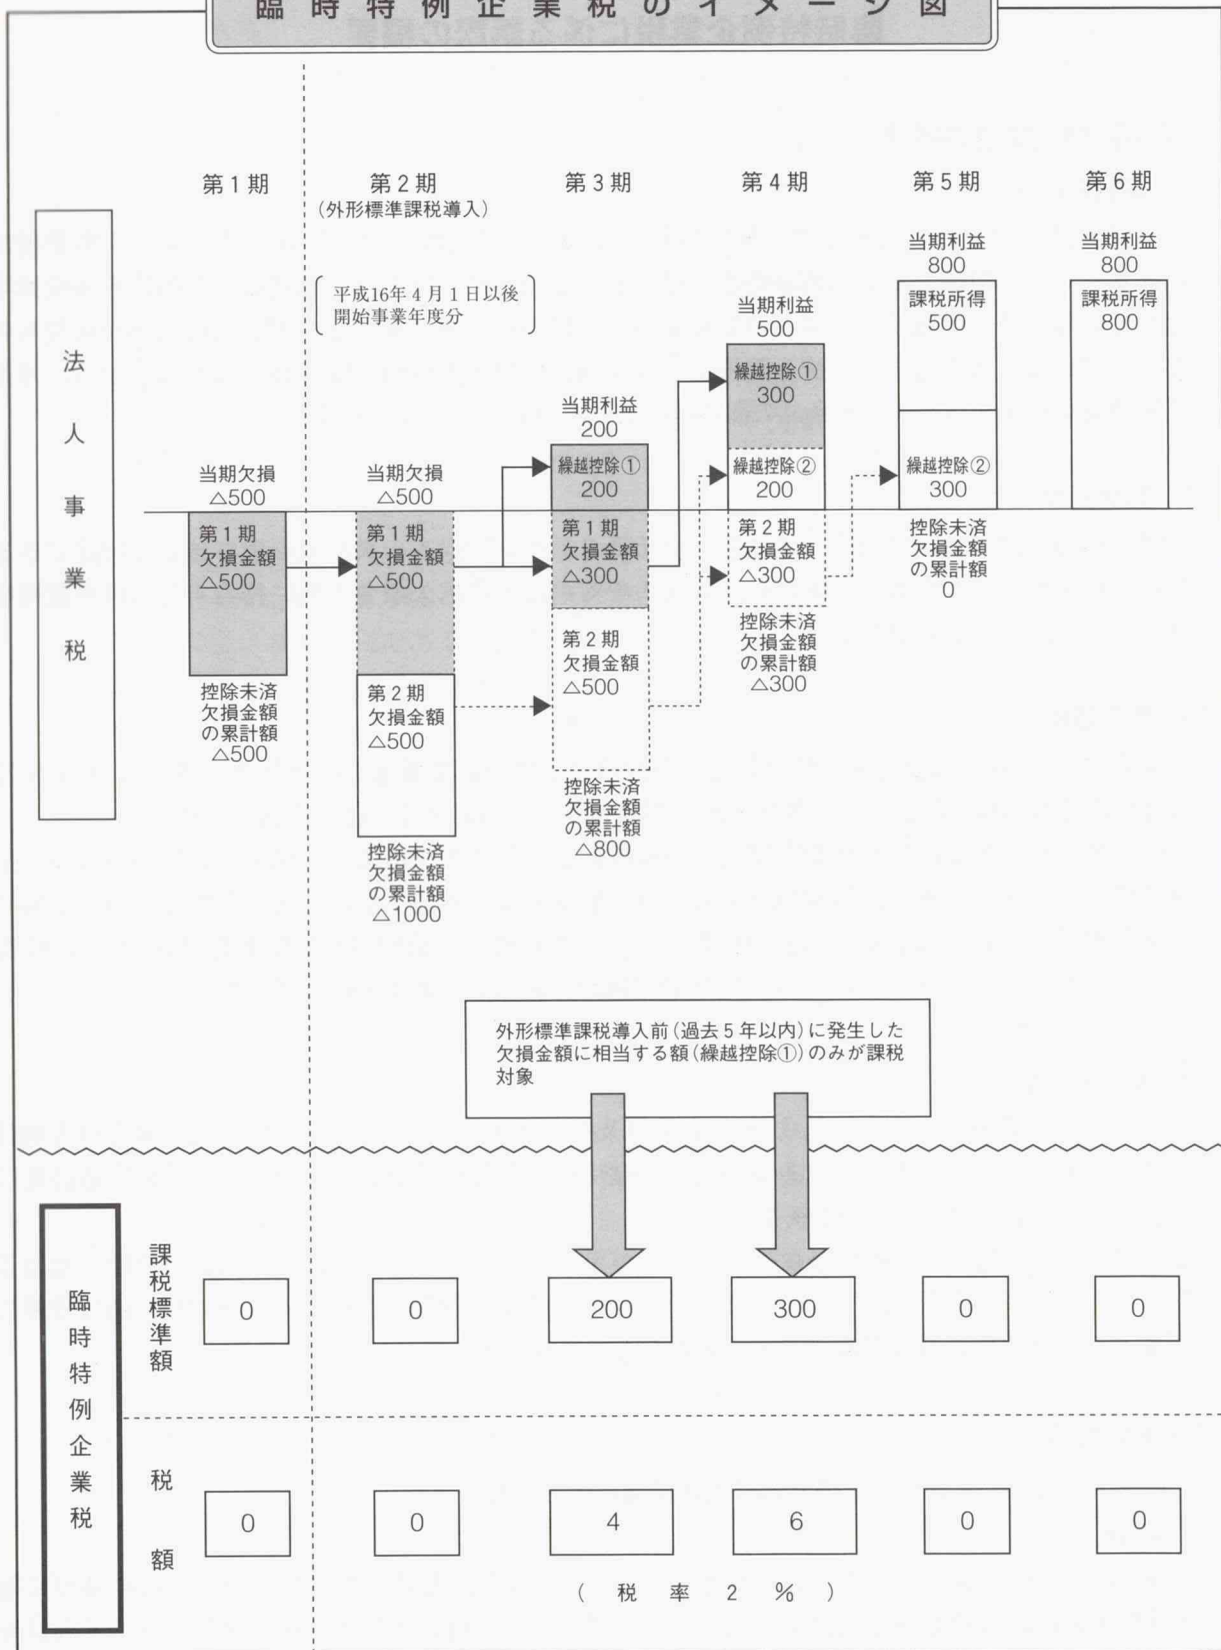 臨時特例企業税のイメージ図
第1期
第2期
(外形標準課税導入)
第3期
第4期
第5期
第6期
平成16年4月1日以後
開始事業年度分
法人事業税
当期欠損
△500
第1期
欠損金額
△500
控除未済
欠損金額
の累計額
△500
当期欠損
△500
第1期
欠損金額
△500
第2期
欠損金額
△500
控除未済
欠損金額
の累計額
△1000
当期利益
200
繰越控除①
200
第1期
欠損金額
△300
第2期
欠損金額
△500
控除未済
欠損金額
の累計額
△800
当期利益
500
繰越控除①
300
繰越控除②
200
第2期
欠損金額
△300
控除未済
欠損金額
の累計額
△300
当期利益
800
課税所得
500
繰越控除②
300
控除未済
欠損金額
の累計額
0
当期利益
800
課税所得
800
外形標準課税導入前(過去5年以内)に発生した
欠損金額に相当する額(繰越控除①)のみが課税
対象
臨時特例企業税
課税標準額
0
0
200
300
0
0
税額
0
0
4
6
0
0
(税率2%)